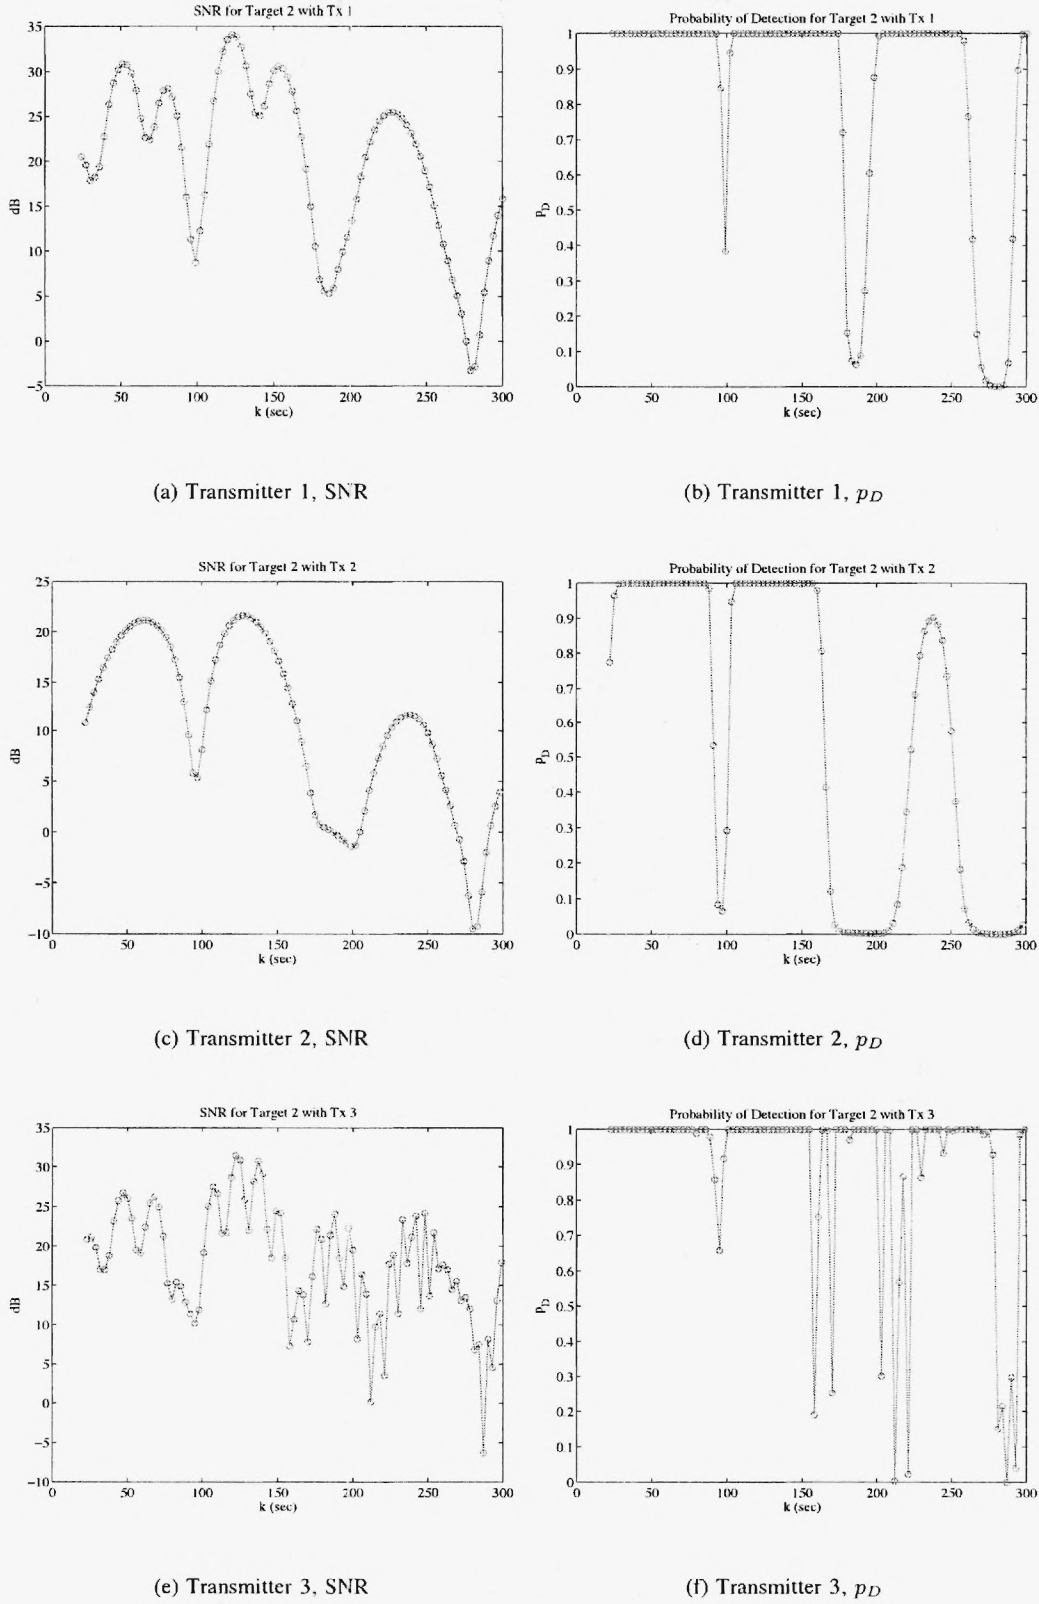 SNR for Target 2 with Tx 1
35
30
25
20
15
10
5
0
−5
dB
0 50 100 150 200 250 300
k (sec)
Probability of Detection for Target 2 with Tx 1
1
0.9
0.8
0.7
0.6
0.5
0.4
0.3
0.2
0.1
0
PD
0 50 100 150 200 250 300
k (sec)
(a) Transmitter 1, SNR
(b) Transmitter 1, pD
SNR for Target 2 with Tx 2
25
20
15
10
5
0
−5
−10
dB
0 50 100 150 200 250 300
k (sec)
Probability of Detection for Target 2 with Tx 2
1
0.9
0.8
0.7
0.6
0.5
0.4
0.3
0.2
0.1
0
PD
0 50 100 150 200 250 300
k (sec)
(c) Transmitter 2, SNR
(d) Transmitter 2, pD
SNR for Target 2 with Tx 3
35
30
25
20
15
10
5
0
−5
−10
dB
0 50 100 150 200 250 300
k (sec)
Probability of Detection for Target 2 with Tx 3
1
0.9
0.8
0.7
0.6
0.5
0.4
0.3
0.2
0.1
0
PD
0 50 100 150 200 250 300
k (sec)
(e) Transmitter 3, SNR
(f) Transmitter 3, pD